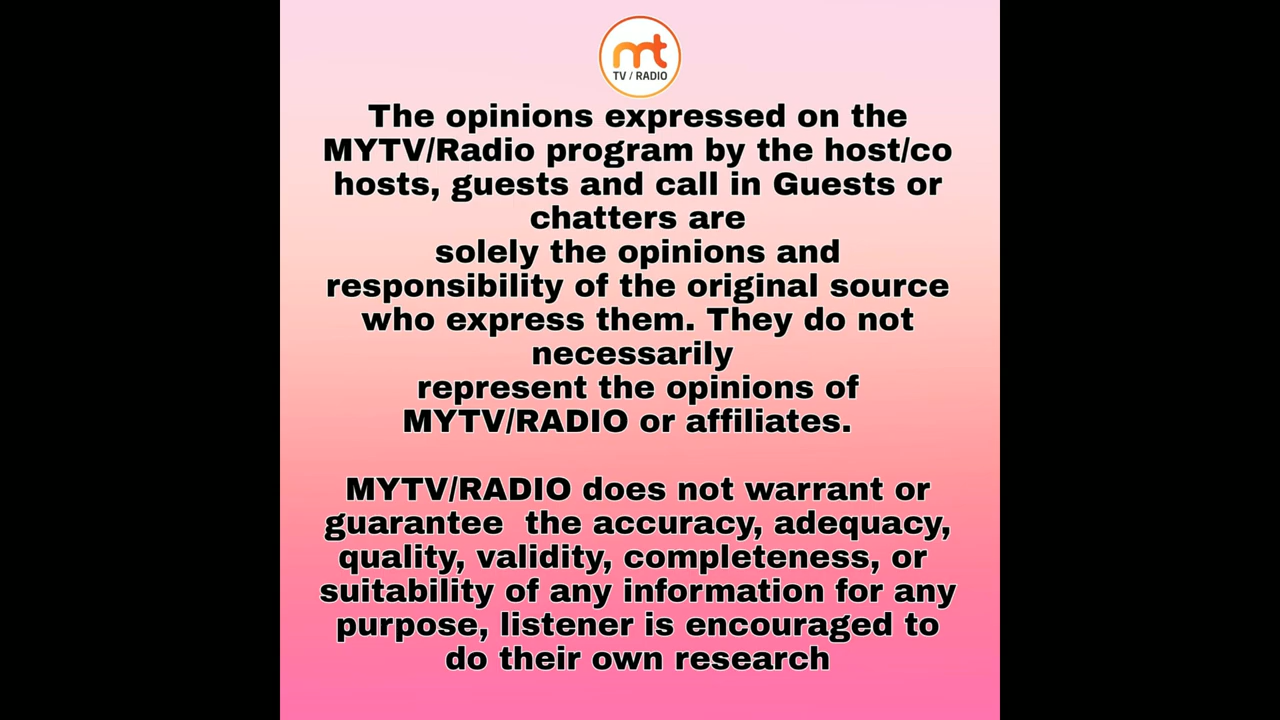 mt
TV / RADIO
The opinions expressed on the
MYTV/Radio program by the host/co
hosts, guests and call in Guests or
chatters are
solely the opinions and
responsibility of the original source
who express them. They do not
necessarily
represent the opinions of
MYTV/RADIO or affiliates.
MYTV/RADIO does not warrant or
guarantee  the accuracy, adequacy,
quality, validity, completeness, or
suitability of any information for any
purpose, listener is encouraged to
do their own research